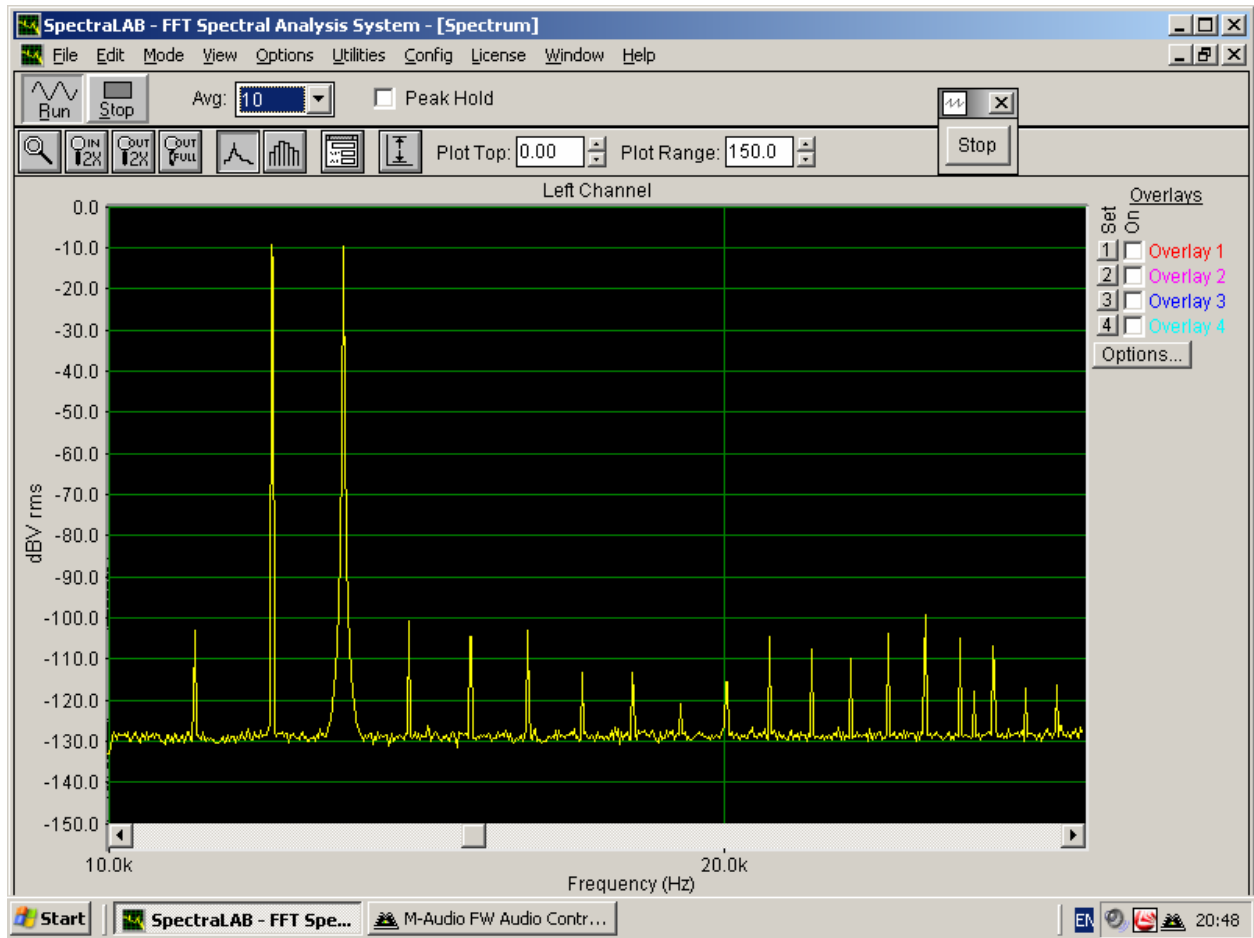 SpectraLAB - FFT Spectral Analysis System - [Spectrum]
File Edit Mode View Options Utilities Config License Window Help
Run Stop Avg: 10 Peak Hold
IN 2X OUT 2X OUT FULL Plot Top: 0.00 Plot Range: 150.0 Stop
Left Channel
Overlays
Set On
1 Overlay 1
2 Overlay 2
3 Overlay 3
4 Overlay 4
Options...
dBV rms
0.0
-10.0
-20.0
-30.0
-40.0
-50.0
-60.0
-70.0
-80.0
-90.0
-100.0
-110.0
-120.0
-130.0
-140.0
-150.0
10.0k 20.0k
Frequency (Hz)
Start SpectraLAB - FFT Spe... M-Audio FW Audio Contr... EN 20:48